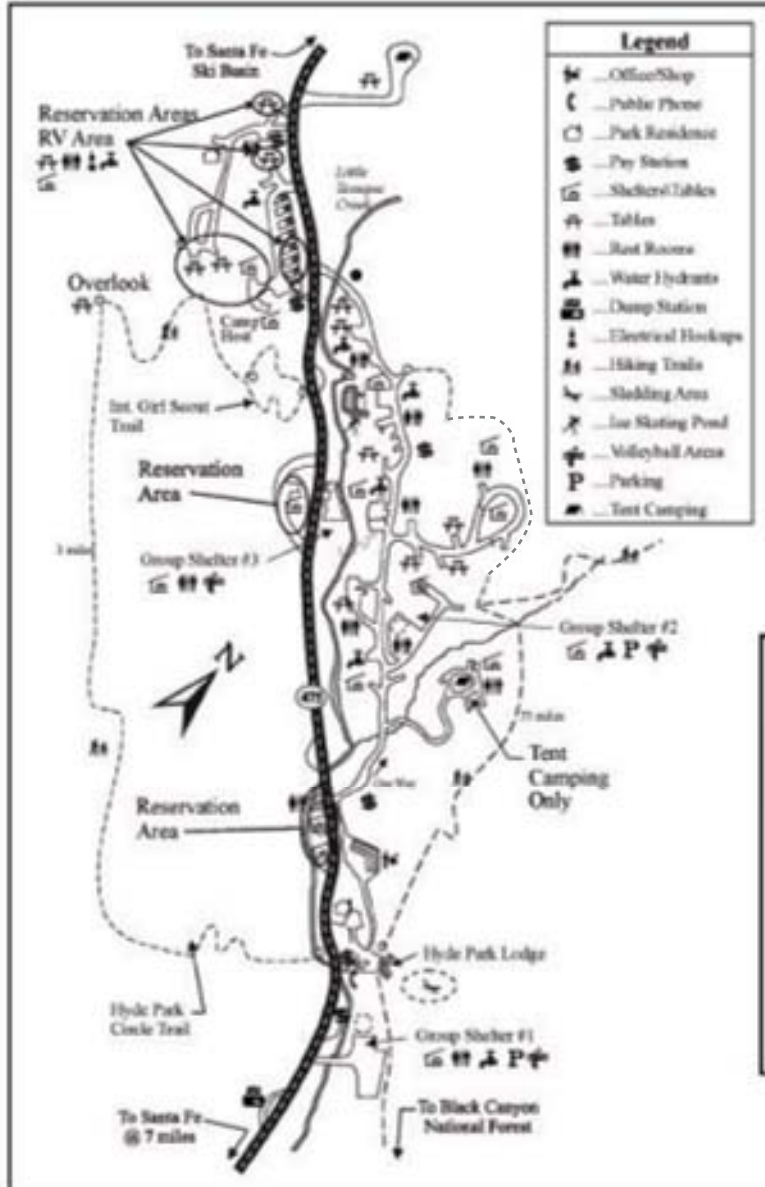 To Santa Fe
Ski Basin
Reservation Areas
RV Area
Little
Tesuque
Creek
Overlook
Camp
Host
Int. Girl Scout
Trail
Reservation
Area
3 miles
Group Shelter #3
Group Shelter #2
P
N
475
.77 miles
Tent
Camping
Only
One Way
Reservation
Area
Hyde Park Lodge
Hyde Park
Circle Trail
Group Shelter #1
P
To Santa Fe
@ 7 miles
To Black Canyon
National Forest
Legend
...Office/Shop
...Public Phone
...Park Residence
...Pay Station
...Shelters/Tables
...Tables
...Rest Rooms
...Water Hydrants
...Dump Station
...Electrical Hookups
...Hiking Trails
...Sledding Area
...Ice Skating Pond
...Volleyball Areas
P ...Parking
...Tent Camping